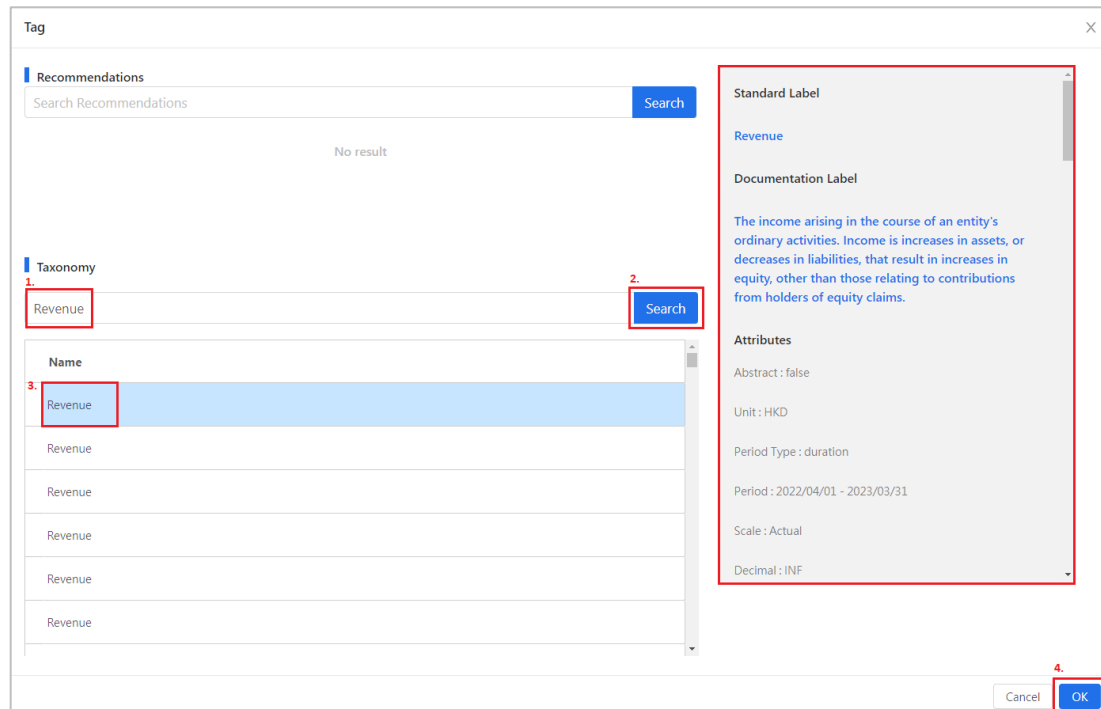 Tag
Recommendations
Search Recommendations
Search
No result
Taxonomy
1.
2.
Revenue
Search
Name
3.
Revenue
Revenue
Revenue
Revenue
Revenue
Revenue
Standard Label
Revenue
Documentation Label
The income arising in the course of an entity's
ordinary activities. Income is increases in assets, or
decreases in liabilities, that result in increases in
equity, other than those relating to contributions
from holders of equity claims.
Attributes
Abstract : false
Unit : HKD
Period Type : duration
Period : 2022/04/01 - 2023/03/31
Scale : Actual
Decimal : INF
4.
Cancel
OK